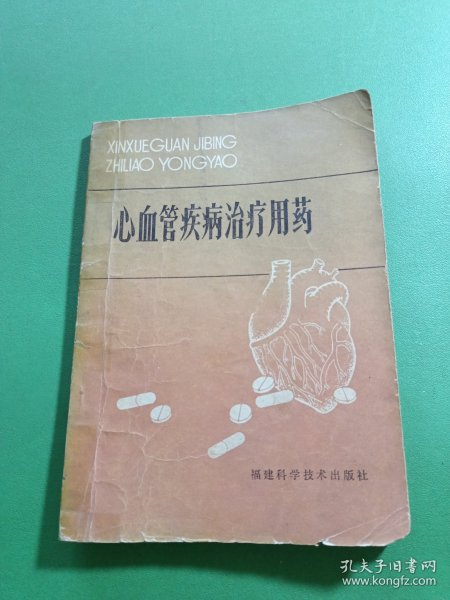 XINXUEGUAN JIBING
ZHILIAO YONGYAO
心血管疾病治疗用药
福建科学技术出版社
孔夫子旧书网
www.kongfz.com